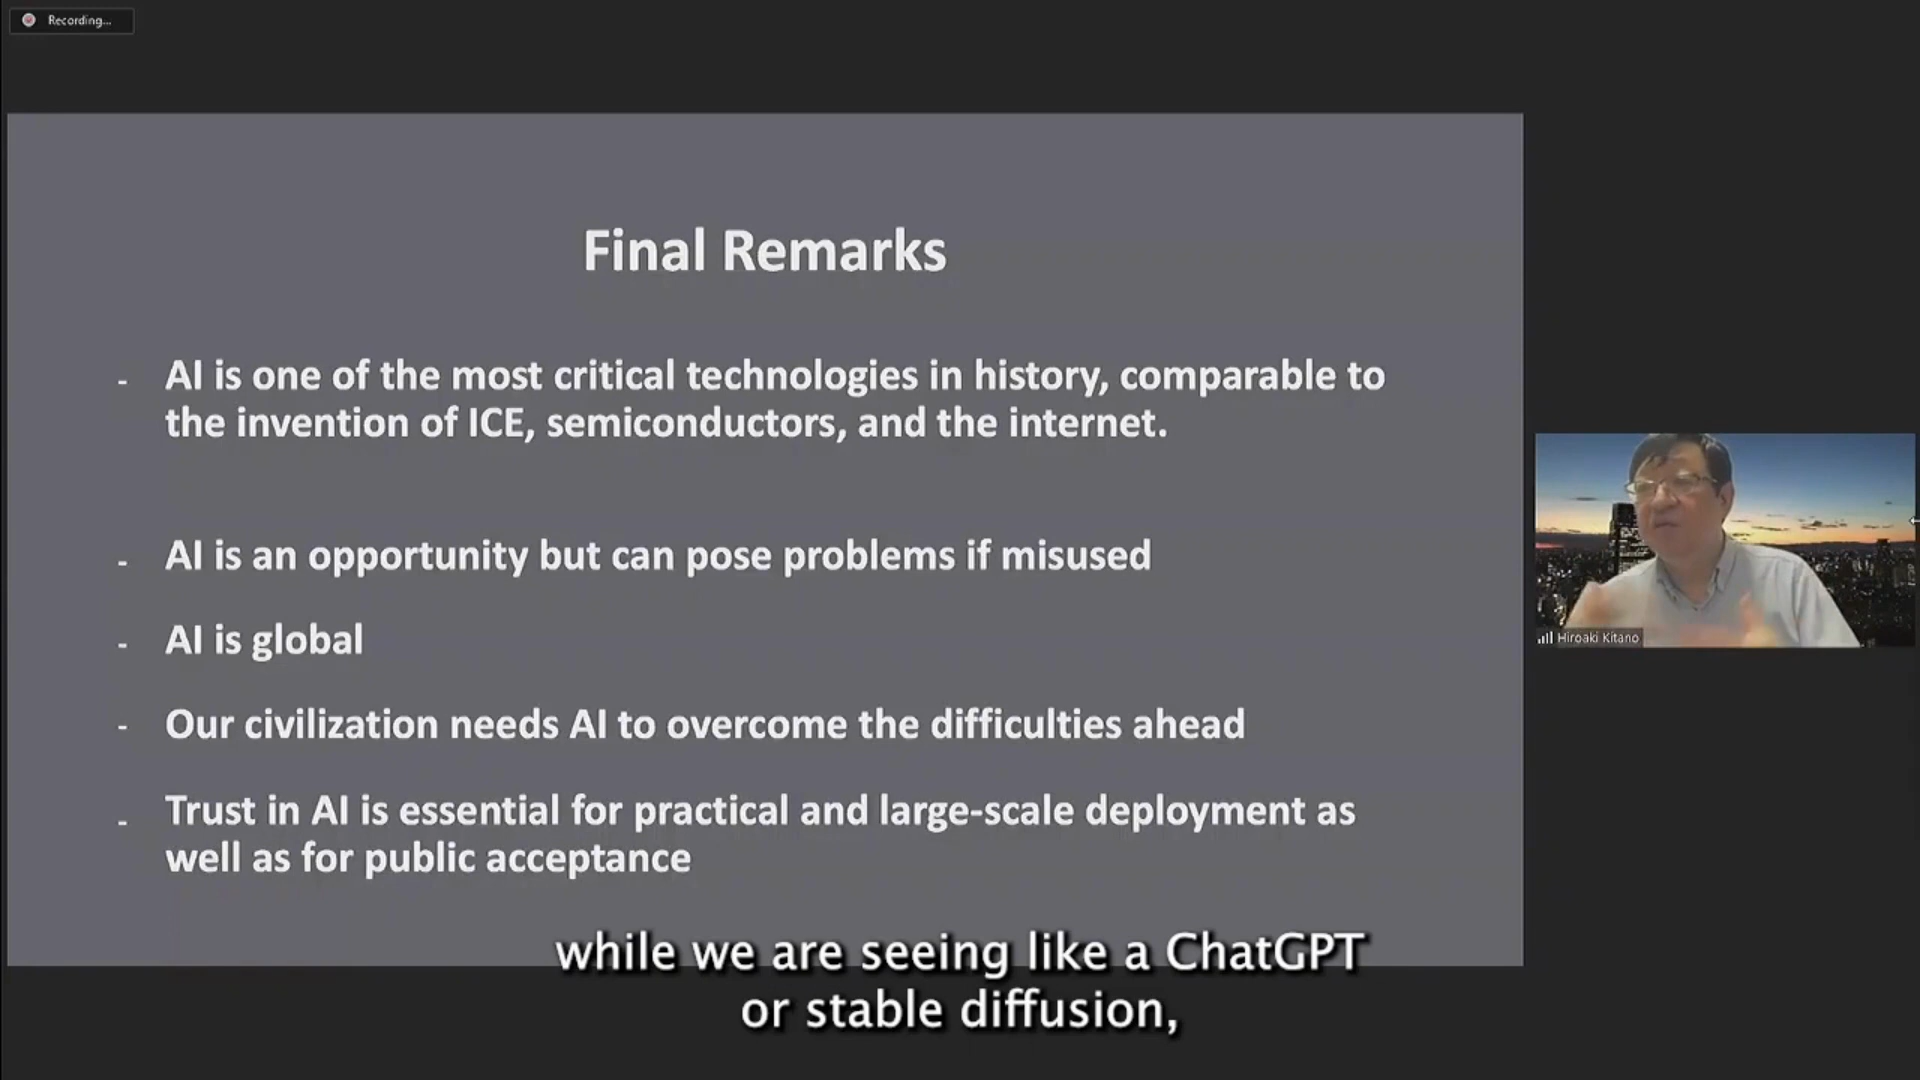 Recording...
Final Remarks
- AI is one of the most critical technologies in history, comparable to
the invention of ICE, semiconductors, and the internet.
- AI is an opportunity but can pose problems if misused
- AI is global
- Our civilization needs AI to overcome the difficulties ahead
- Trust in AI is essential for practical and large-scale deployment as
well as for public acceptance
Hiroaki Kitano
while we are seeing like a ChatGPT
or stable diffusion,